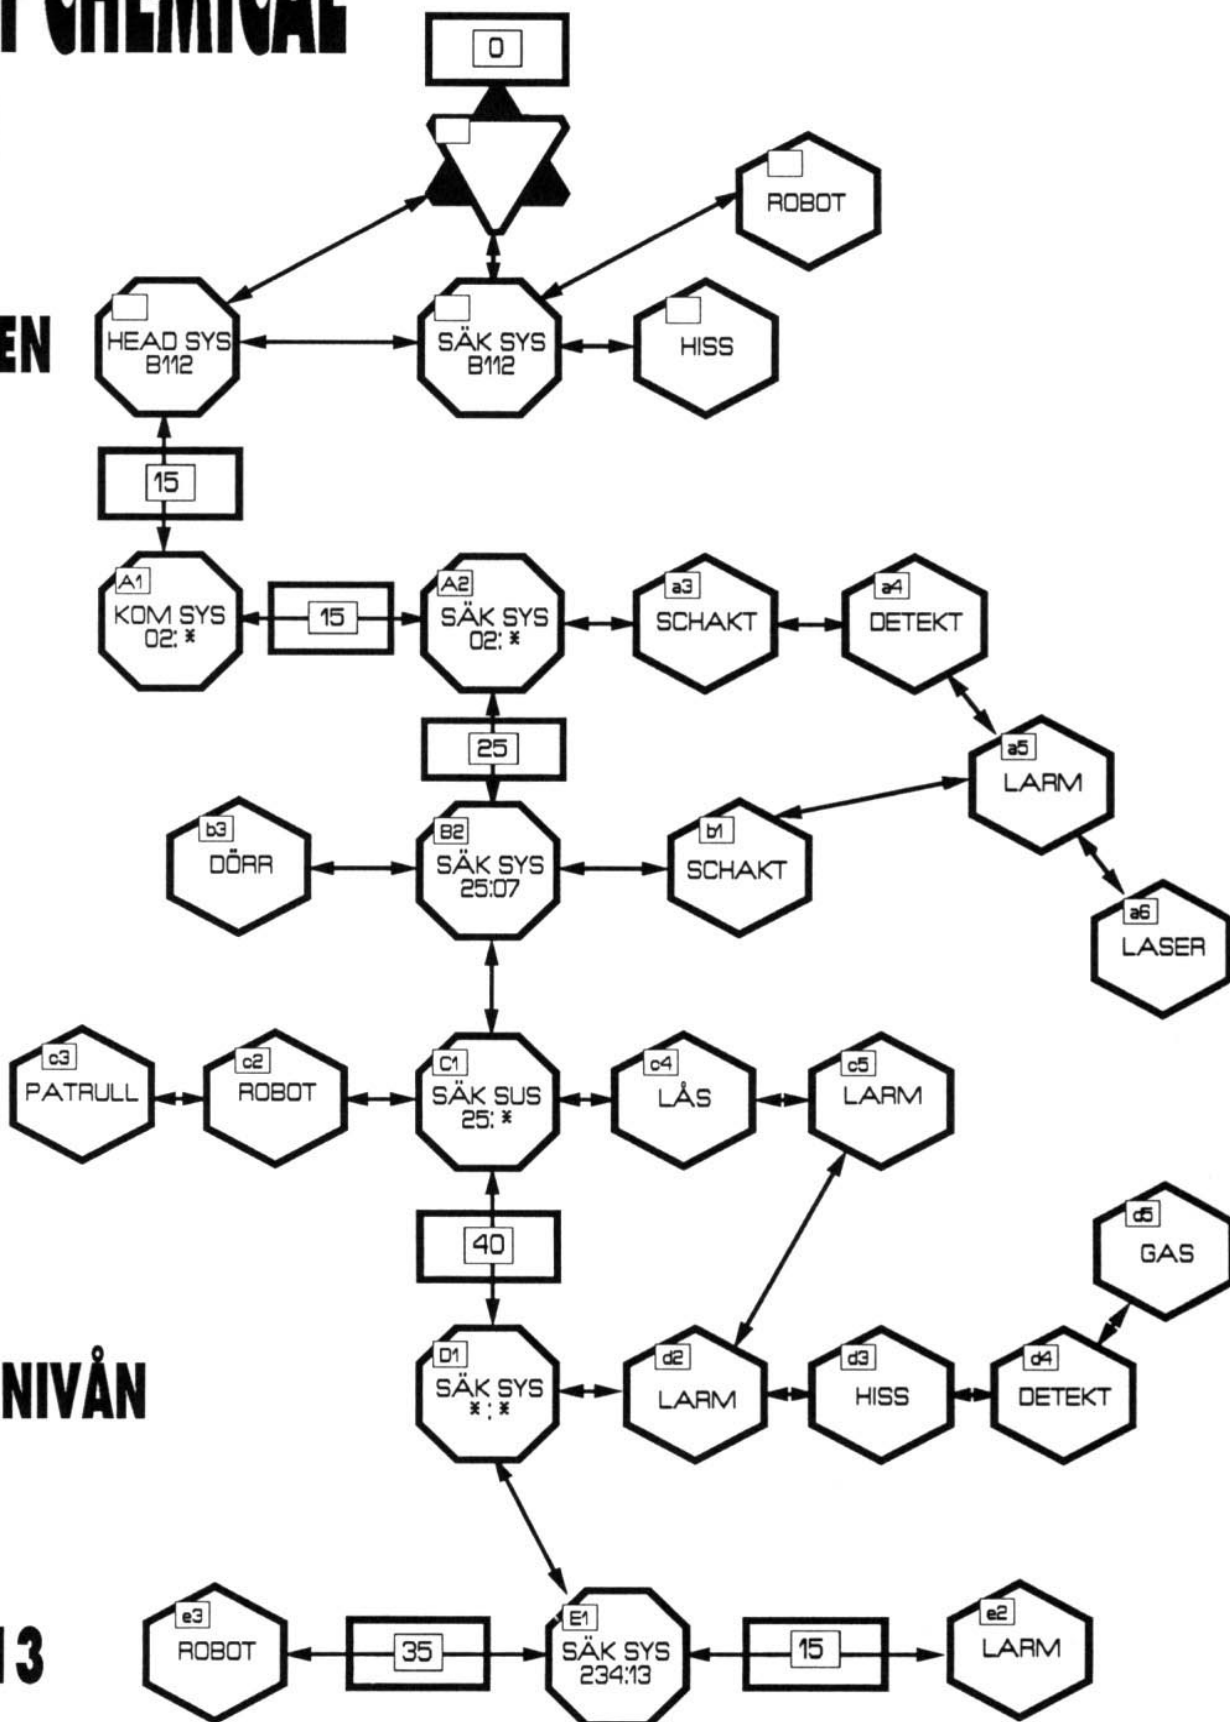 CHEMICAL
0
ROBOT
EN
HEAD SYS
B112
SÄK SYS
B112
HISS
15
A1
KOM SYS
02: *
15
A2
SÄK SYS
02: *
a3
SCHAKT
a4
DETEKT
25
a5
LARM
b3
DÖRR
B2
SÄK SYS
25:07
b1
SCHAKT
a6
LASER
c3
PATRULL
c2
ROBOT
C1
SÄK SUS
25: *
c4
LÅS
c5
LARM
40
d5
GAS
NIVÅN
D1
SÄK SYS
* : *
d2
LARM
d3
HISS
d4
DETEKT
13
e3
ROBOT
35
E1
SÄK SYS
234:13
15
e2
LARM